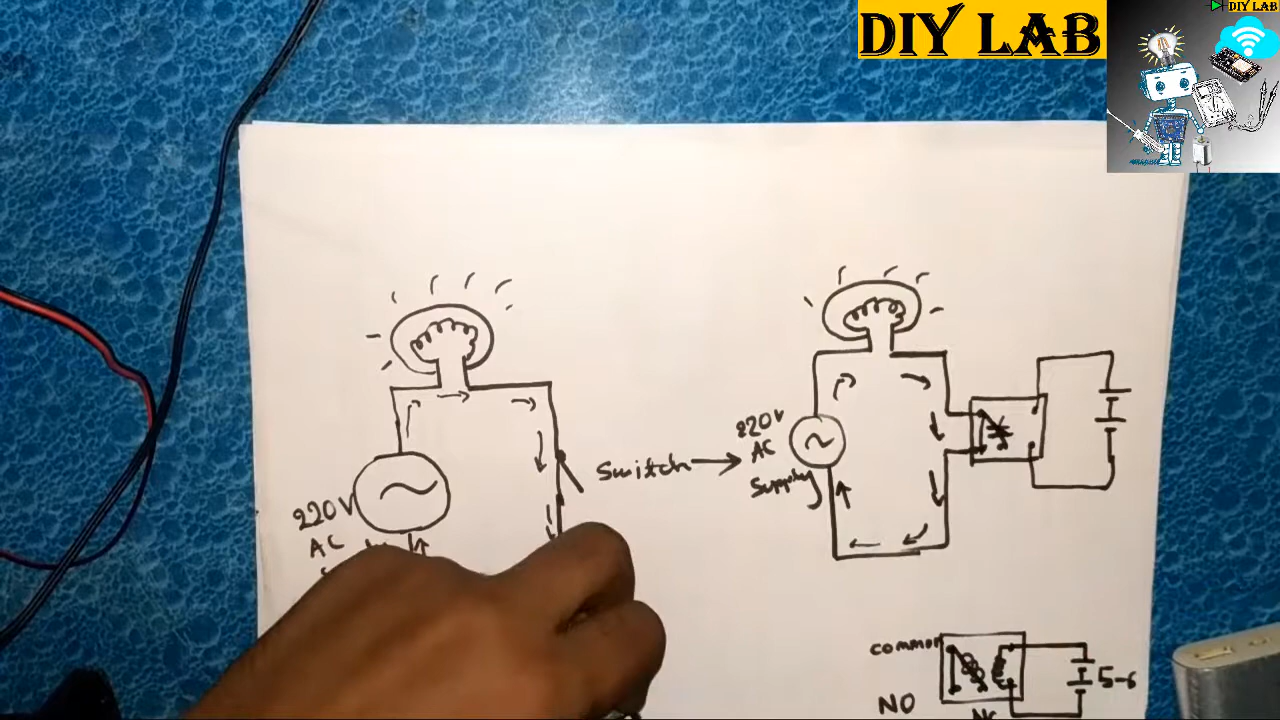 DIY LAB
DIY LAB
220V
AC
Switch
220V
AC
Supply
common
NO
NC
5-6